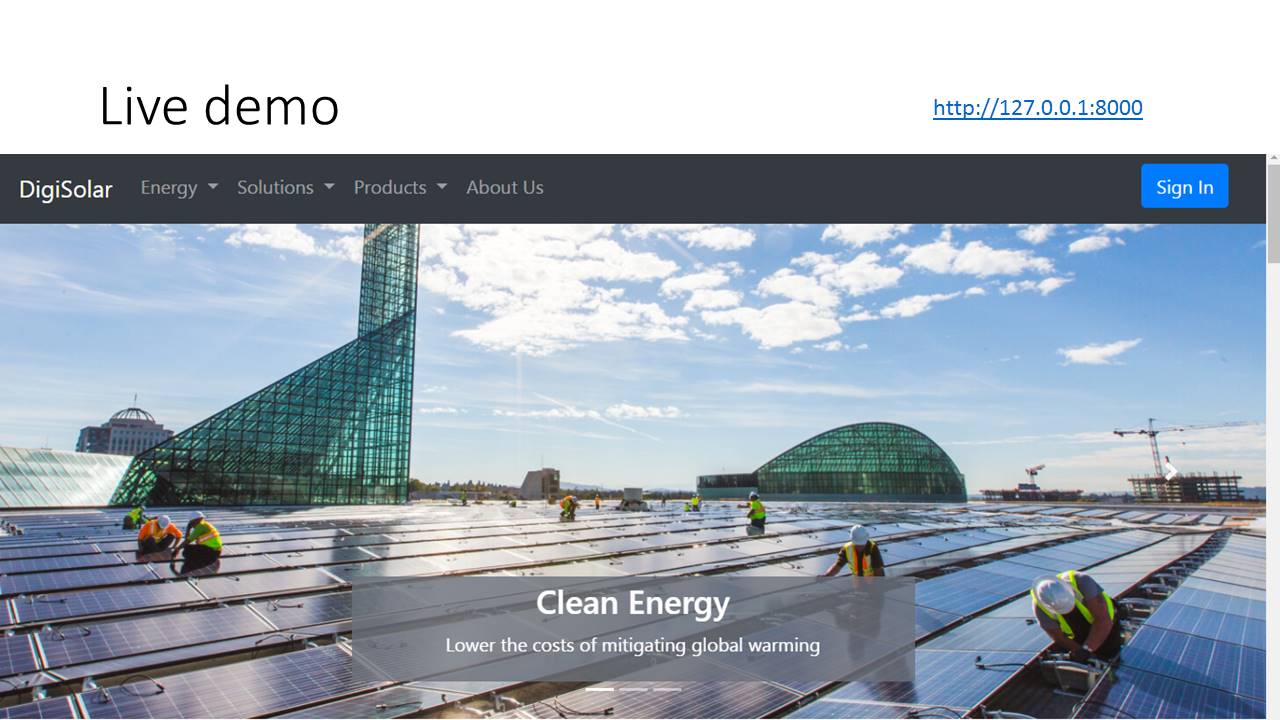 Live demo
http://127.0.0.1:8000
DigiSolar Energy Solutions Products About Us Sign In
Clean Energy
Lower the costs of mitigating global warming